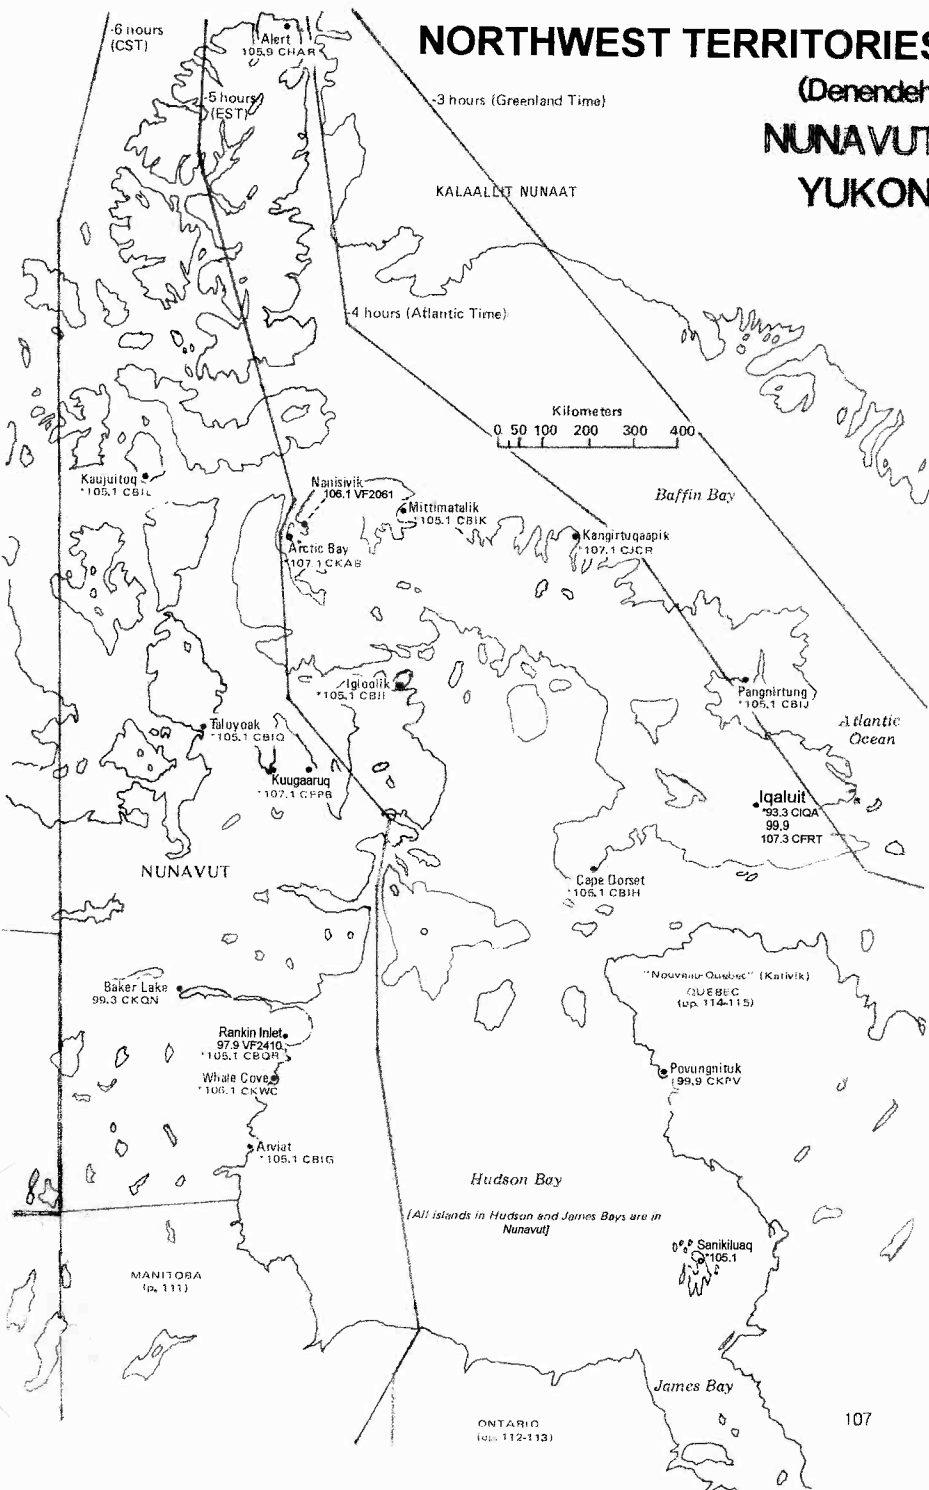 NORTHWEST TERRITORIES
(Denendeh
NUNAVUT
YUKON
-6 hours
(CST)
Alert
105.9 CHAR
-5 hours
(EST)
-3 hours (Greenland Time)
KALAALLIT NUNAAT
-4 hours (Atlantic Time)
Kilometers
0 50 100 200 300 400
Kaujuitoq
*105.1 CBIL
Nanisivik
106.1 VF2061
Mittimatalik
*105.1 CBIK
Baffin Bay
Arctic Bay
*107.1 CKAB
Kangirtugaapik
*107.1 CJCR
Igloolik
*105.1 CBII
Pangnirtung
*105.1 CBIJ
Taloyoak
*105.1 CBIQ
Atlantic
Ocean
Kuugaaruq
*107.1 CFPB
Iqaluit
*93.3 CIQA
99.9
107.3 CFRT
NUNAVUT
Cape Dorset
*105.1 CBIH
Baker Lake
99.3 CKQN
"Nouveau-Quebec" (Kativik)
QUEBEC
(pp. 114-115)
Rankin Inlet
97.9 VF2410
*105.1 CBQR
Whale Cove
*106.1 CKWC
Povungnituk
99.9 CKPV
Arviat
*105.1 CBIG
Hudson Bay
[All islands in Hudson and James Bays are in
Nunavut]
Sanikiluaq
*105.1
MANITOBA
(p. 111)
James Bay
ONTARIO
(pp. 112-113)
107